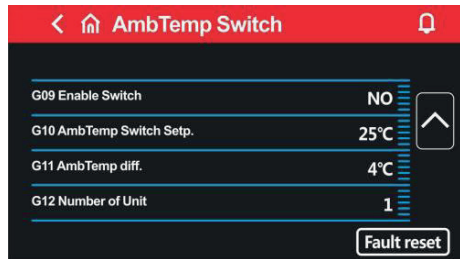 AmbTemp Switch
G09 Enable Switch NO
G10 AmbTemp Switch Setp. 25℃
G11 AmbTemp diff. 4℃
G12 Number of Unit 1
Fault reset